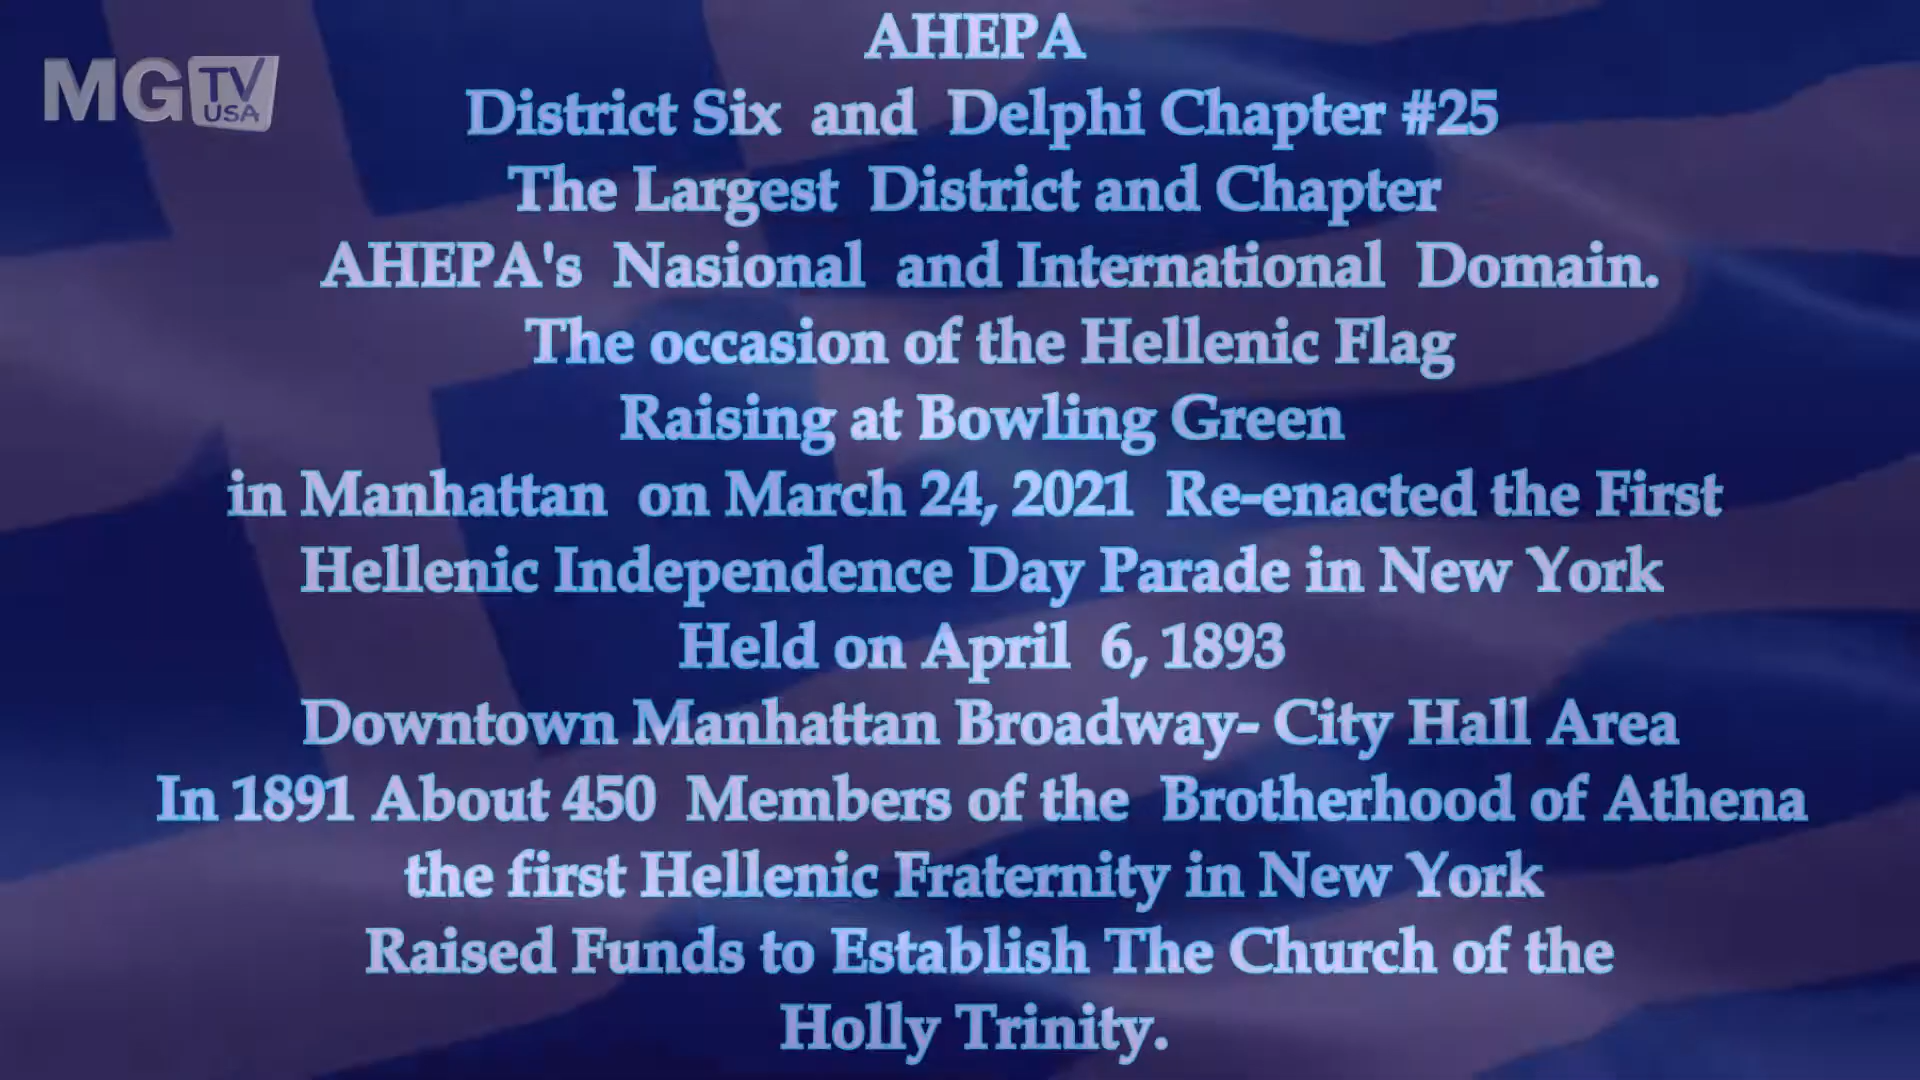 AHEPA
MG TV USA
District Six and Delphi Chapter #25
The Largest District and Chapter
AHEPA's Nasional and International Domain.
The occasion of the Hellenic Flag
Raising at Bowling Green
in Manhattan on March 24, 2021 Re-enacted the First
Hellenic Independence Day Parade in New York
Held on April 6, 1893
Downtown Manhattan Broadway- City Hall Area
In 1891 About 450 Members of the Brotherhood of Athena
the first Hellenic Fraternity in New York
Raised Funds to Establish The Church of the
Holly Trinity.